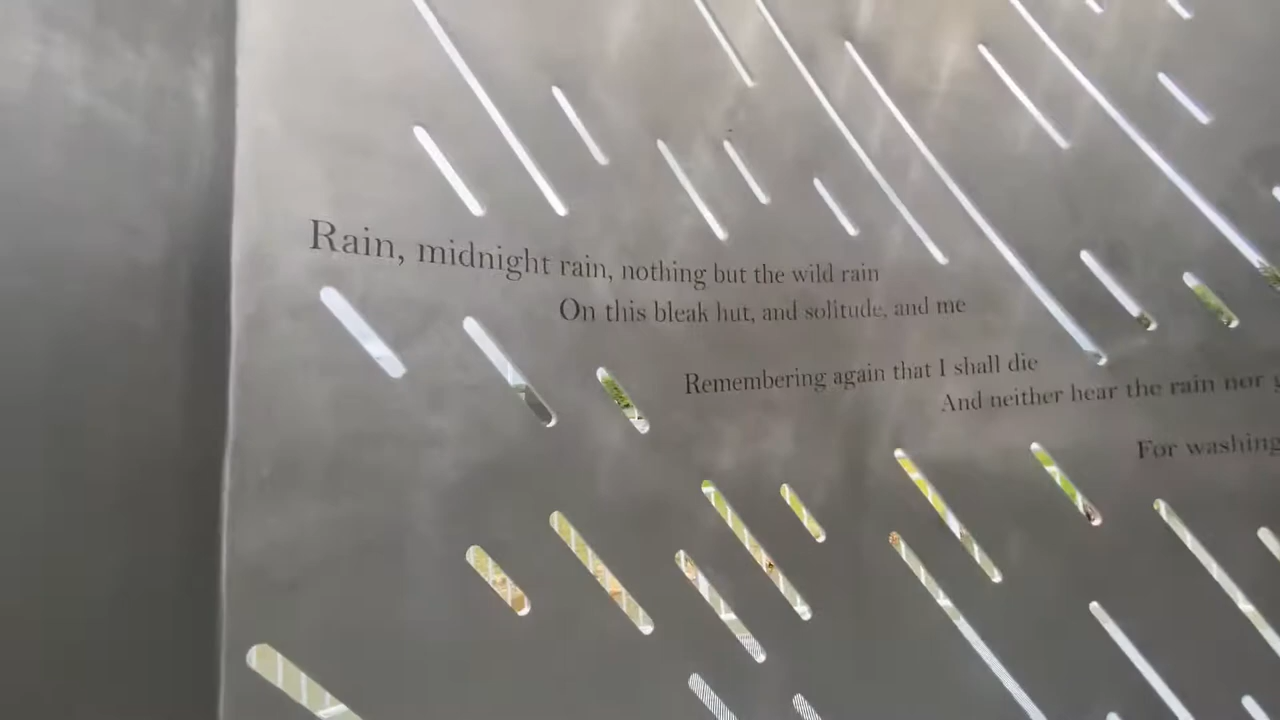 Rain, midnight rain, nothing but the wild rain
On this bleak hut, and solitude, and me
Remembering again that I shall die
And neither hear the rain nor
For washing